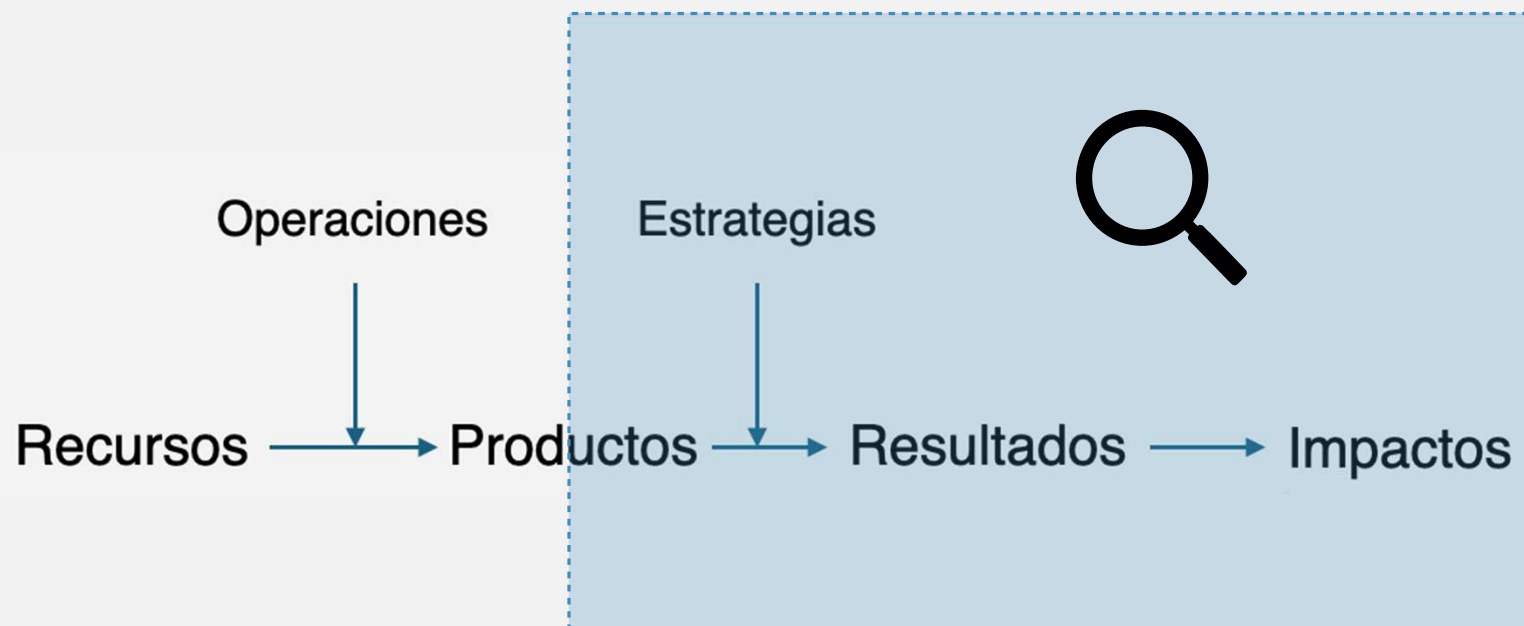 Operaciones
Estrategias
Recursos
Productos
Resultados
Impactos